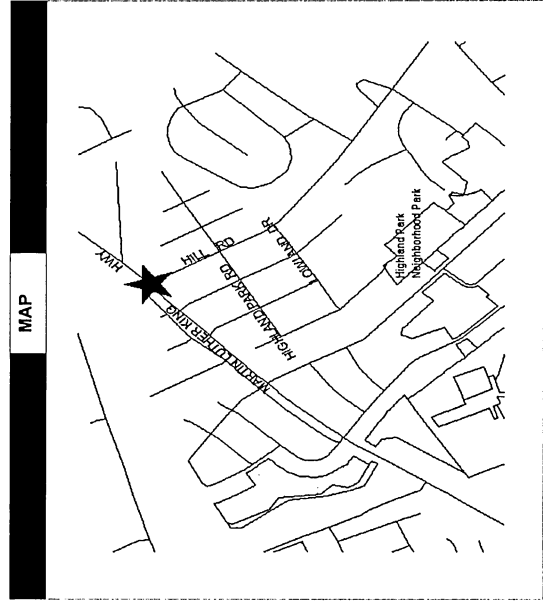 MAP
HWY
MARTIN LUTHER KING
HILL RD
HIGHLAND PARK RD
LOWLAND DR
Highland Park
Neighborhood Park